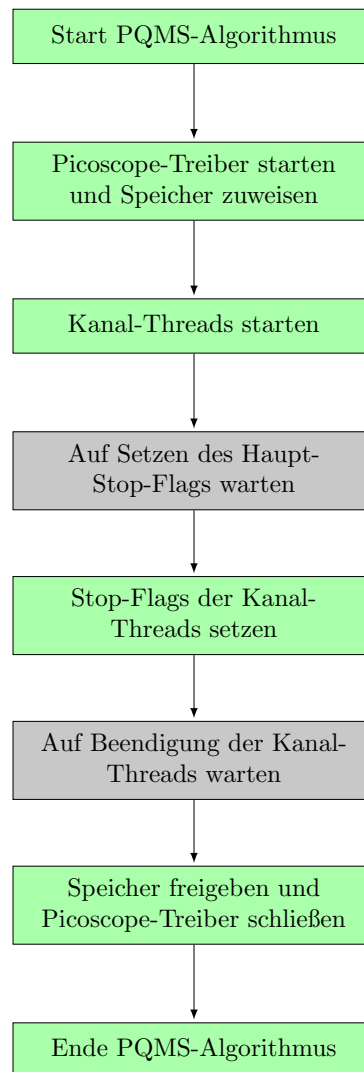 Start PQMS-Algorithmus
Picoscope-Treiber starten
und Speicher zuweisen
Kanal-Threads starten
Auf Setzen des Haupt-
Stop-Flags warten
Stop-Flags der Kanal-
Threads setzen
Auf Beendigung der Kanal-
Threads warten
Speicher freigeben und
Picoscope-Treiber schließen
Ende PQMS-Algorithmus